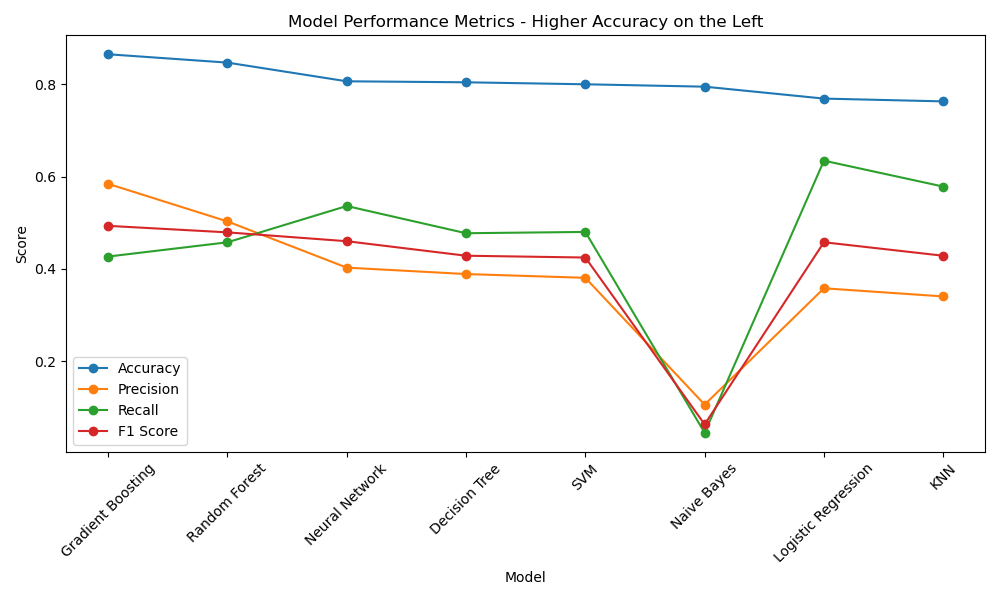 Model Performance Metrics - Higher Accuracy on the Left
Score
0.8
0.6
0.4
0.2
Accuracy
Precision
Recall
F1 Score
Gradient Boosting
Random Forest
Neural Network
Decision Tree
SVM
Naive Bayes
Logistic Regression
KNN
Model